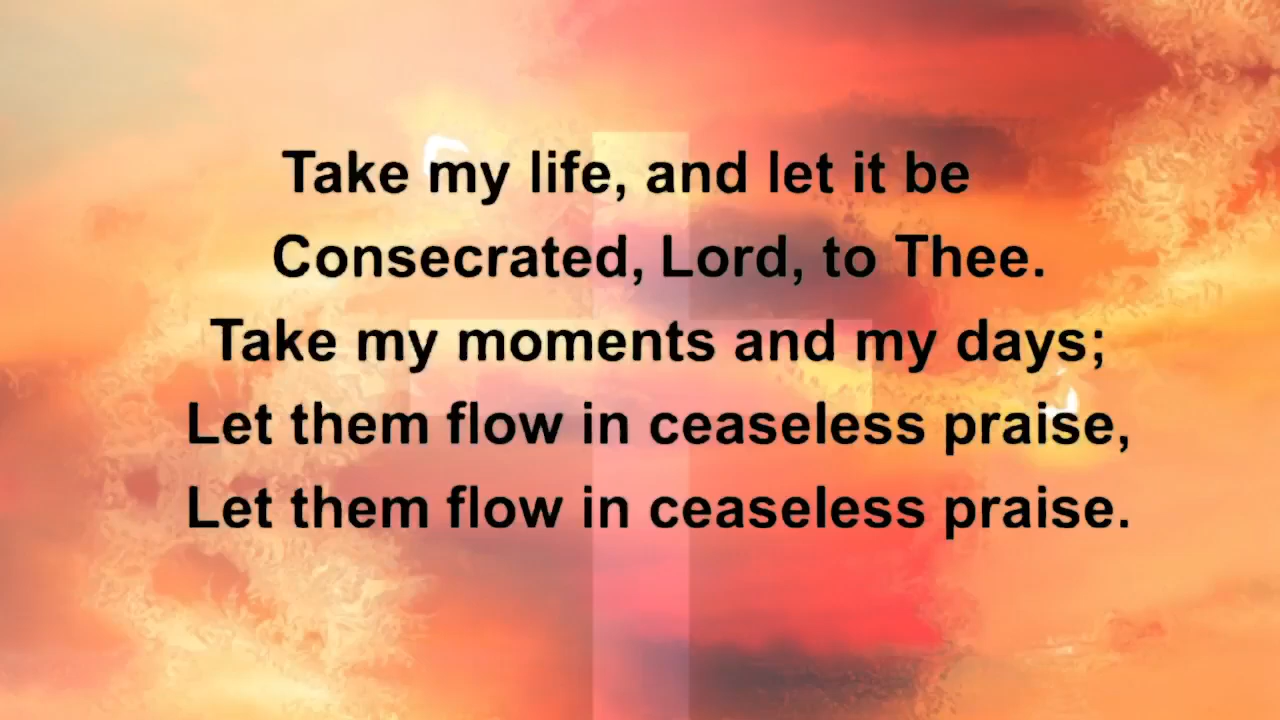 Take my life, and let it be
Consecrated, Lord, to Thee.
Take my moments and my days;
Let them flow in ceaseless praise,
Let them flow in ceaseless praise.